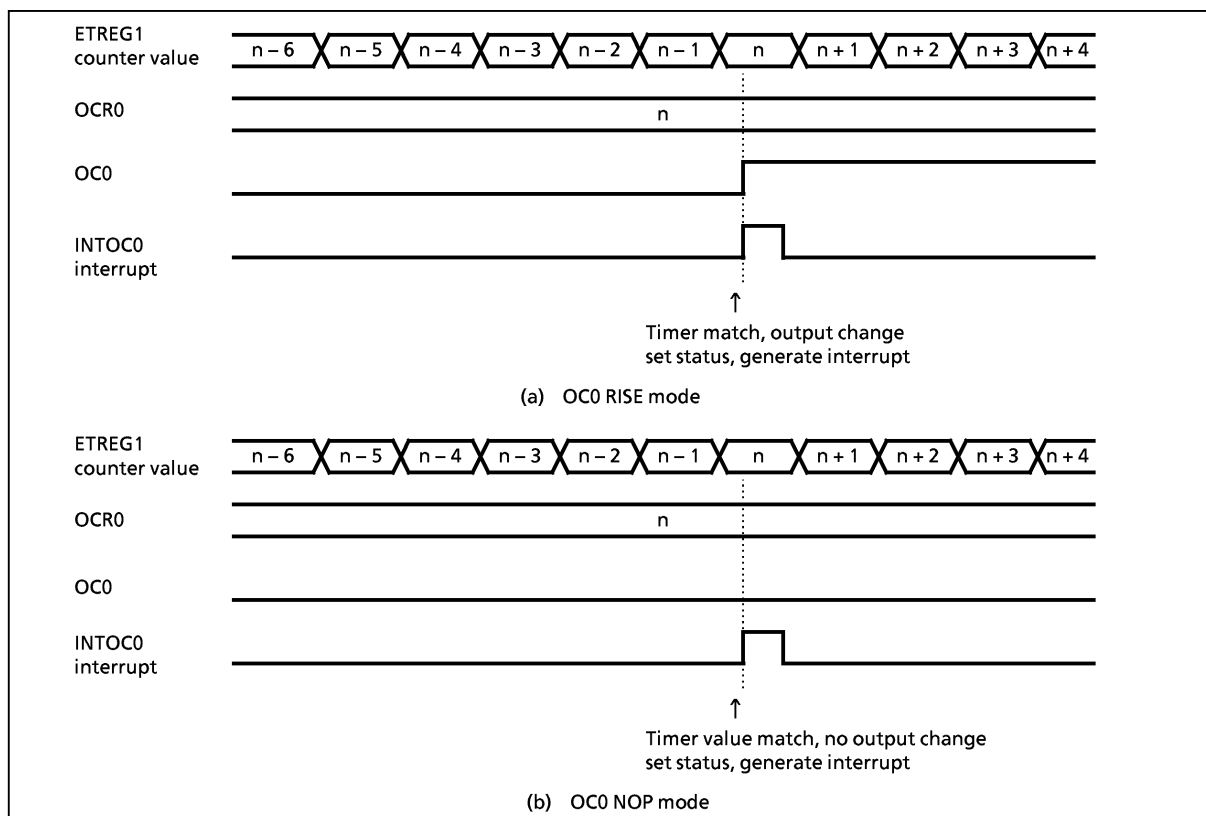 ETREG1
counter value
n – 6 n – 5 n – 4 n – 3 n – 2 n – 1 n n + 1 n + 2 n + 3 n + 4
OCR0
n
OC0
INTOC0
interrupt
↑
Timer match, output change
set status, generate interrupt
(a) OC0 RISE mode
ETREG1
counter value
n – 6 n – 5 n – 4 n – 3 n – 2 n – 1 n n + 1 n + 2 n + 3 n + 4
OCR0
n
OC0
INTOC0
interrupt
↑
Timer value match, no output change
set status, generate interrupt
(b) OC0 NOP mode